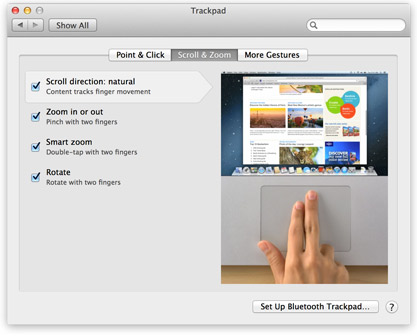 Trackpad
Show All
Point & Click
Scroll & Zoom
More Gestures
Scroll direction: natural
Content tracks finger movement
Zoom in or out
Pinch with two fingers
Smart zoom
Double-tap with two fingers
Rotate
Rotate with two fingers
Set Up Bluetooth Trackpad...
?